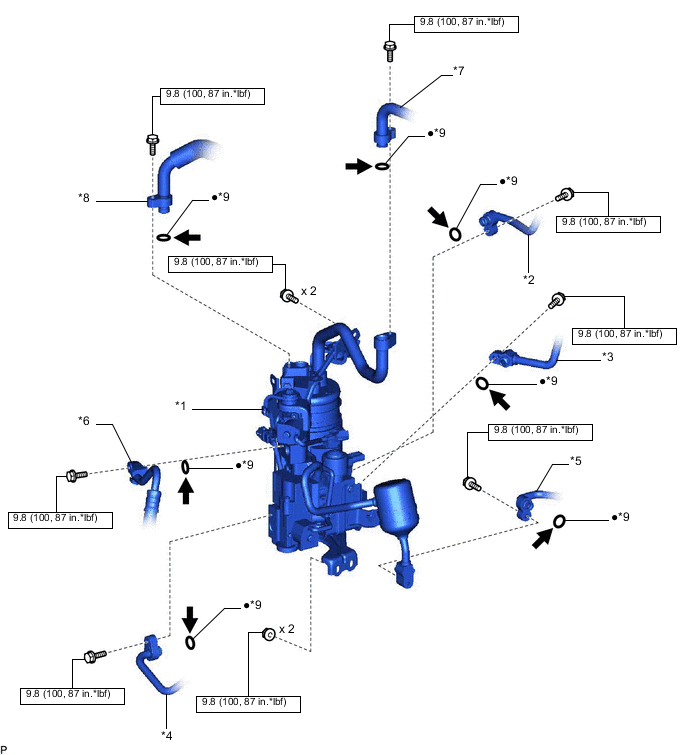 9.8 (100, 87 in.*lbf)
*7
9.8 (100, 87 in.*lbf)
●*9
*8
●*9
●*9
9.8 (100, 87 in.*lbf)
9.8 (100, 87 in.*lbf)
x 2
*2
9.8 (100, 87 in.*lbf)
*3
●*9
*1
*6
9.8 (100, 87 in.*lbf)
●*9
*5
9.8 (100, 87 in.*lbf)
●*9
●*9
x 2
9.8 (100, 87 in.*lbf)
9.8 (100, 87 in.*lbf)
*4
P